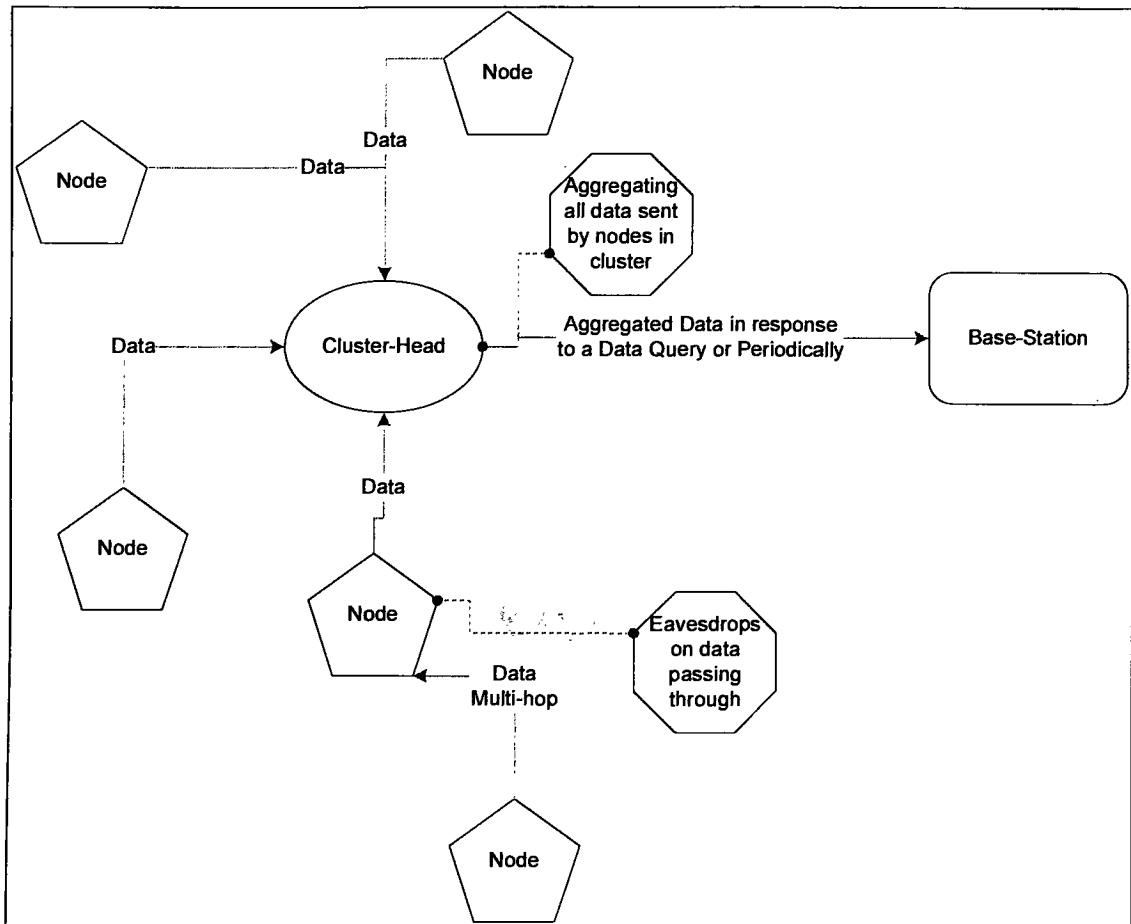 Node
Data
Node
Data
Aggregating
all data sent
by nodes in
cluster
Data
Cluster-Head
Aggregated Data in response
to a Data Query or Periodically
Base-Station
Data
Node
Node
Eavesdrops
on data
passing
through
Data
Multi-hop
Node